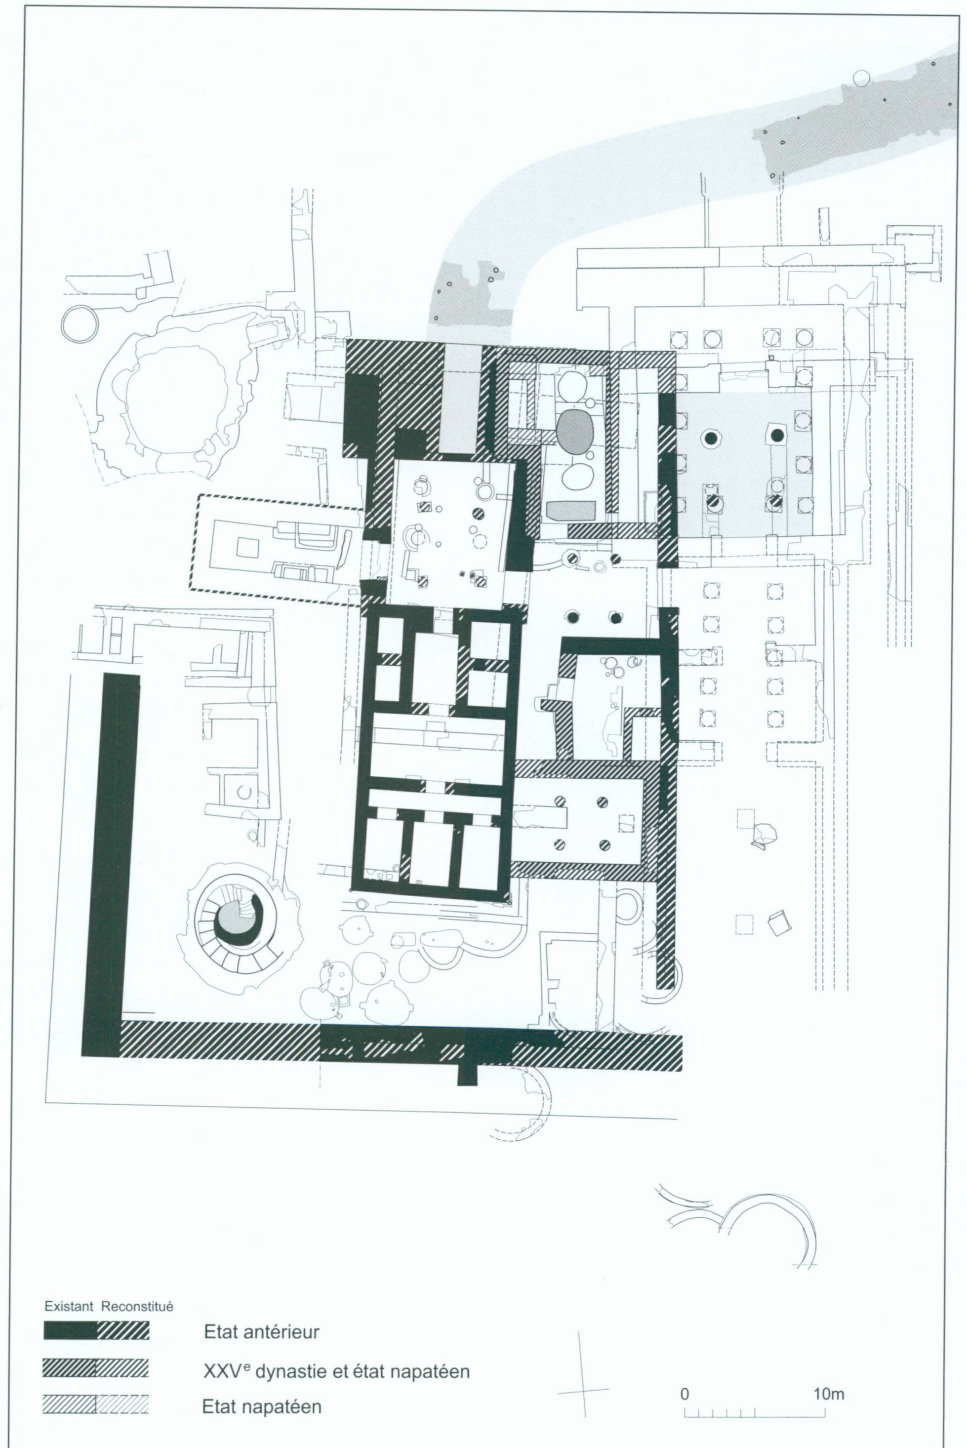 Existant Reconstitué
Etat antérieur
XXVe dynastie et état napatéen
Etat napatéen
0 10m